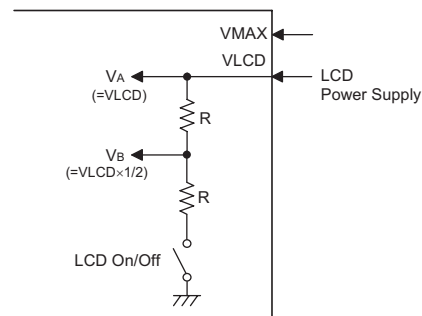 VMAX
VLCD
LCD
Power Supply
VA
(=VLCD)
R
VB
(=VLCD×1/2)
R
LCD On/Off